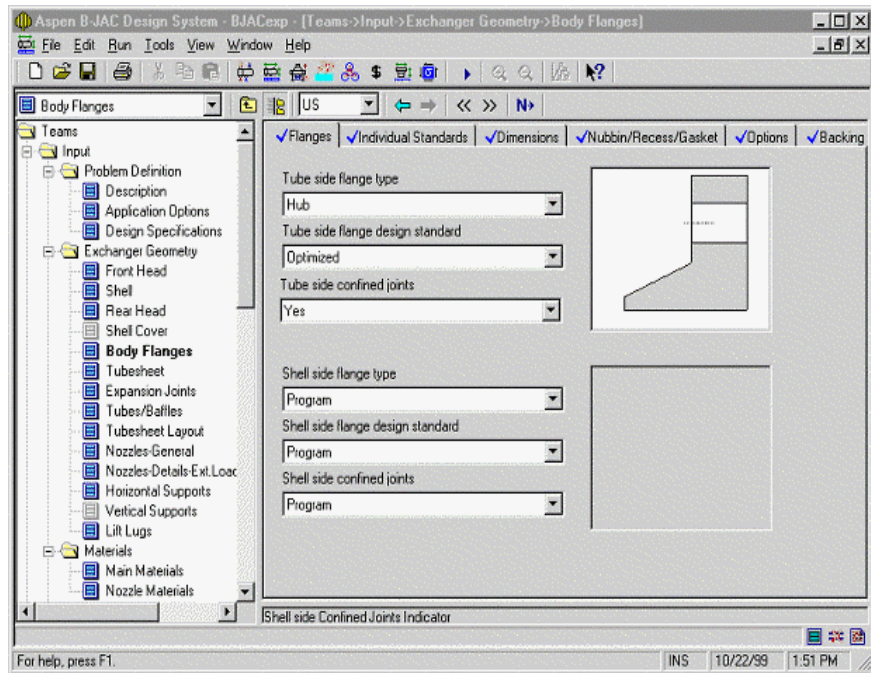 Aspen B-JAC Design System - BJACexp - [Teams->Input->Exchanger Geometry->Body Flanges]
File Edit Run Tools View Window Help
Body Flanges
US
N
Teams
Input
Problem Definition
Description
Application Options
Design Specifications
Exchanger Geometry
Front Head
Shell
Rear Head
Shell Cover
Body Flanges
Tubesheet
Expansion Joints
Tubes/Baffles
Tubesheet Layout
Nozzles-General
Nozzles-Details-Ext.Loac
Horizontal Supports
Vertical Supports
Lift Lugs
Materials
Main Materials
Nozzle Materials
Flanges Individual Standards Dimensions Nubbin/Recess/Gasket Options Backing
Tube side flange type
Hub
Tube side flange design standard
Optimized
Tube side confined joints
Yes
Shell side flange type
Program
Shell side flange design standard
Program
Shell side confined joints
Program
Shell side Confined Joints Indicator
For help, press F1.
INS 10/22/99 1:51 PM